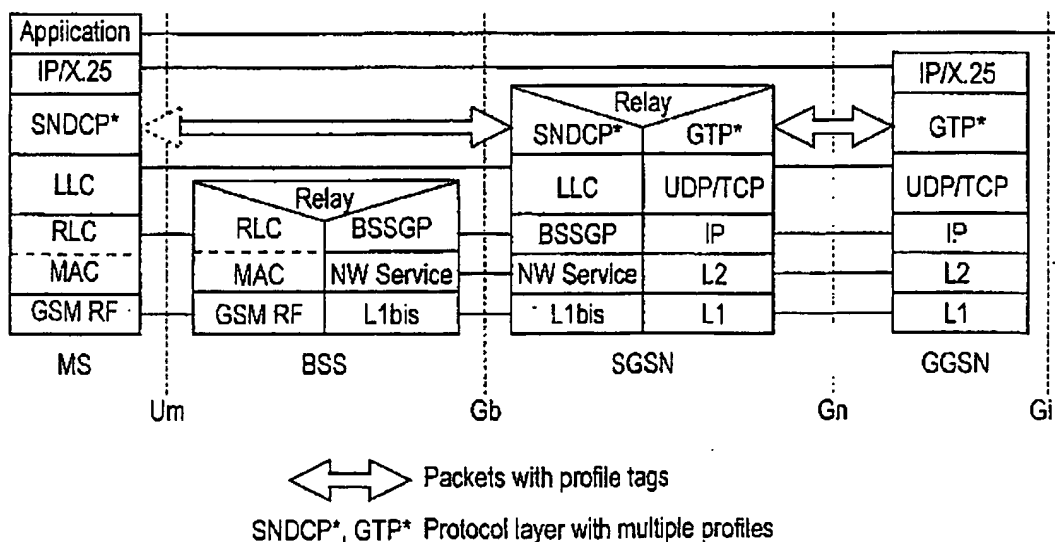 Application
IP/X.25
SNDCP*
LLC
RLC
MAC
GSM RF
MS
Relay
RLC
BSSGP
MAC
NW Service
GSM RF
L1bis
BSS
Relay
SNDCP*
GTP*
LLC
UDP/TCP
BSSGP
IP
NW Service
L2
L1bis
L1
SGSN
IP/X.25
GTP*
UDP/TCP
IP
L2
L1
GGSN
Um
Gb
Gn
Gi
Packets with profile tags
SNDCP*, GTP* Protocol layer with multiple profiles